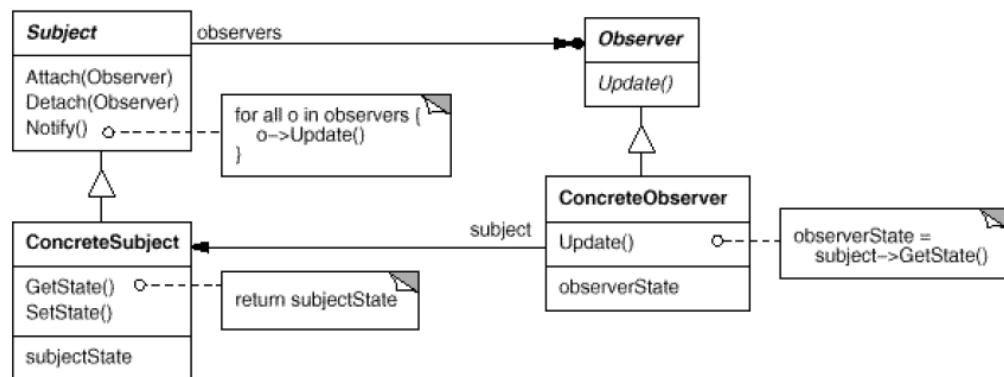 Subject
observers
Observer
Attach(Observer)
Detach(Observer)
Notify()
for all o in observers {
o->Update()
}
Update()
ConcreteSubject
GetState()
SetState()
subjectState
return subjectState
subject
ConcreteObserver
Update()
observerState
observerState =
subject->GetState()